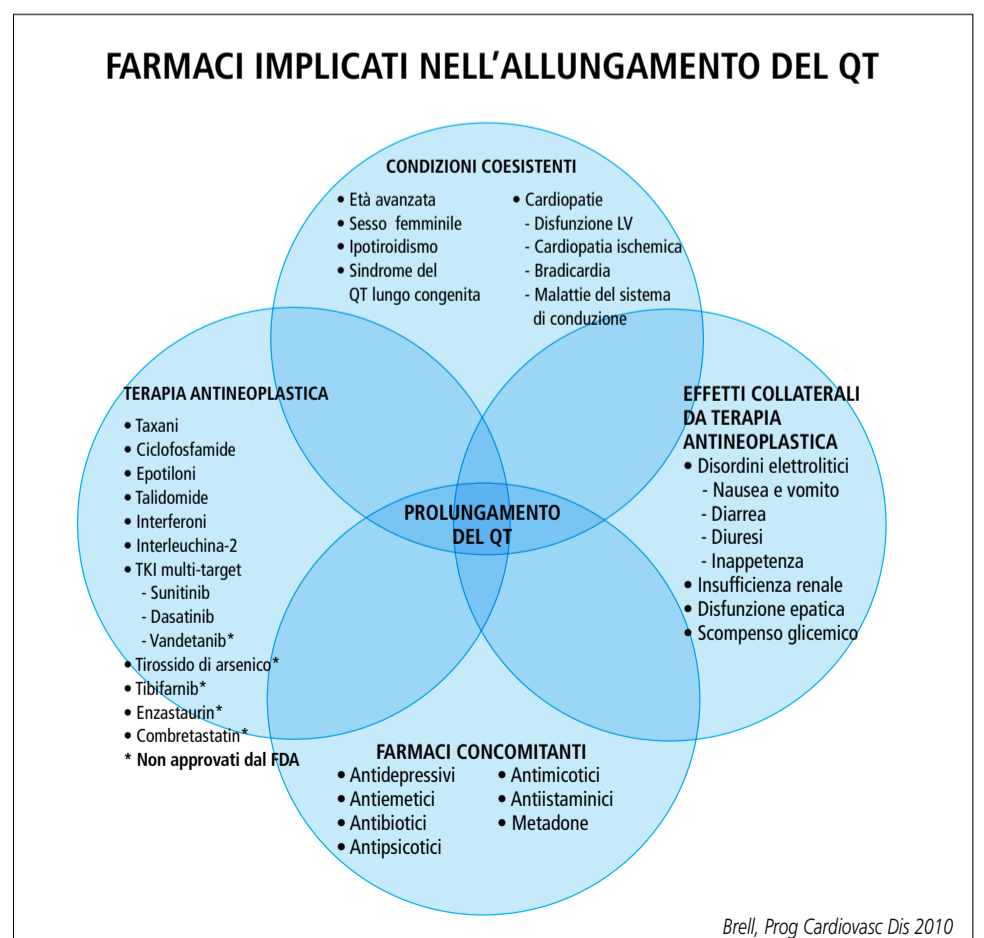 FARMACI IMPLICATI NELL'ALLUNGAMENTO DEL QT
CONDIZIONI COESISTENTI
• Età avanzata
• Sesso femminile
• Ipotiroidismo
• Sindrome del
QT lungo congenita
• Cardiopatie
- Disfunzione LV
- Cardiopatia ischemica
- Bradicardia
- Malattie del sistema
di conduzione
TERAPIA ANTINEOPLASTICA
• Taxani
• Ciclofosfamide
• Epotiloni
• Talidomide
• Interferoni
• Interleuchina-2
• TKI multi-target
- Sunitinib
- Dasatinib
- Vandetanib*
• Tirossido di arsenico*
• Tibifarnib*
• Enzastaurin*
• Combretastatin*
* Non approvati dal FDA
PROLUNGAMENTO
DEL QT
EFFETTI COLLATERALI
DA TERAPIA
ANTINEOPLASTICA
• Disordini elettrolitici
- Nausea e vomito
- Diarrea
- Diuresi
- Inappetenza
• Insufficienza renale
• Disfunzione epatica
• Scompenso glicemico
FARMACI CONCOMITANTI
• Antidepressivi
• Antiemetici
• Antibiotici
• Antipsicotici
• Antimicotici
• Antiistaminici
• Metadone
Brell, Prog Cardiovasc Dis 2010